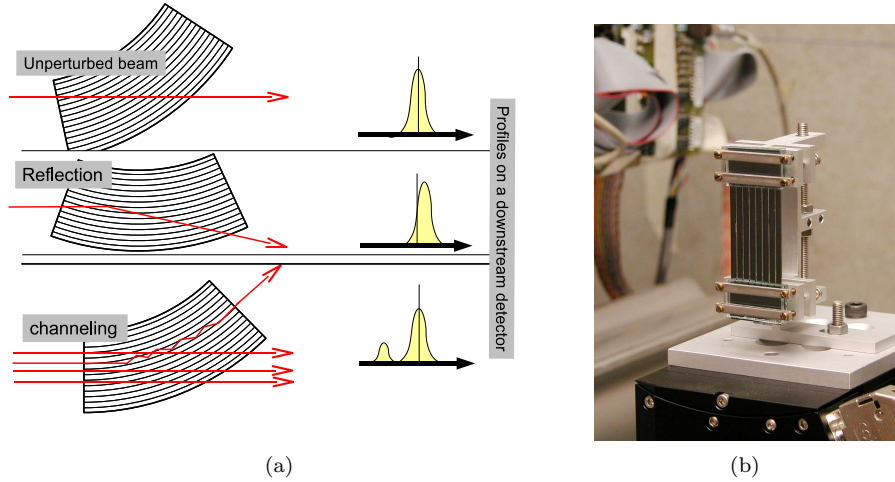 Unperturbed beam
Reflection
channeling
Profiles on a downstream detector
(a)
(b)